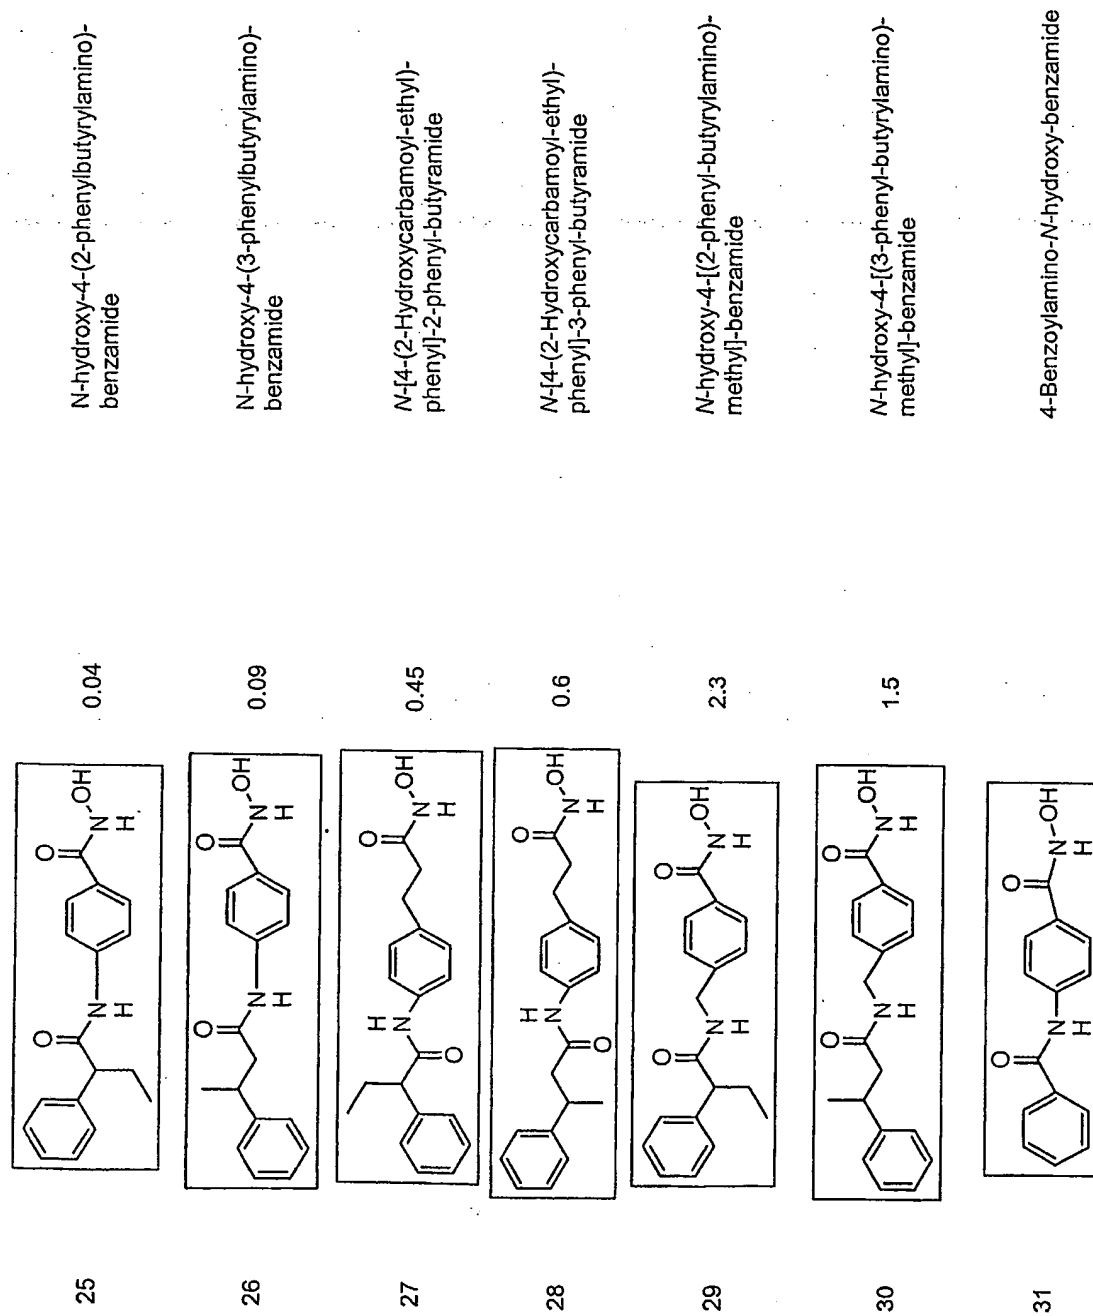 25
0.04
N-hydroxy-4-(2-phenylbutyrylamino)-
benzamide
26
0.09
N-hydroxy-4-(3-phenylbutyrylamino)-
benzamide
27
0.45
N-[4-(2-Hydroxycarbamoyl-ethyl)-
phenyl]-2-phenyl-butyramide
28
0.6
N-[4-(2-Hydroxycarbamoyl-ethyl)-
phenyl]-3-phenyl-butyramide
29
2.3
N-hydroxy-4-[(2-phenyl-butyrylamino)-
methyl]-benzamide
30
1.5
N-hydroxy-4-[(3-phenyl-butyrylamino)-
methyl]-benzamide
31
4-Benzoylamino-N-hydroxy-benzamide